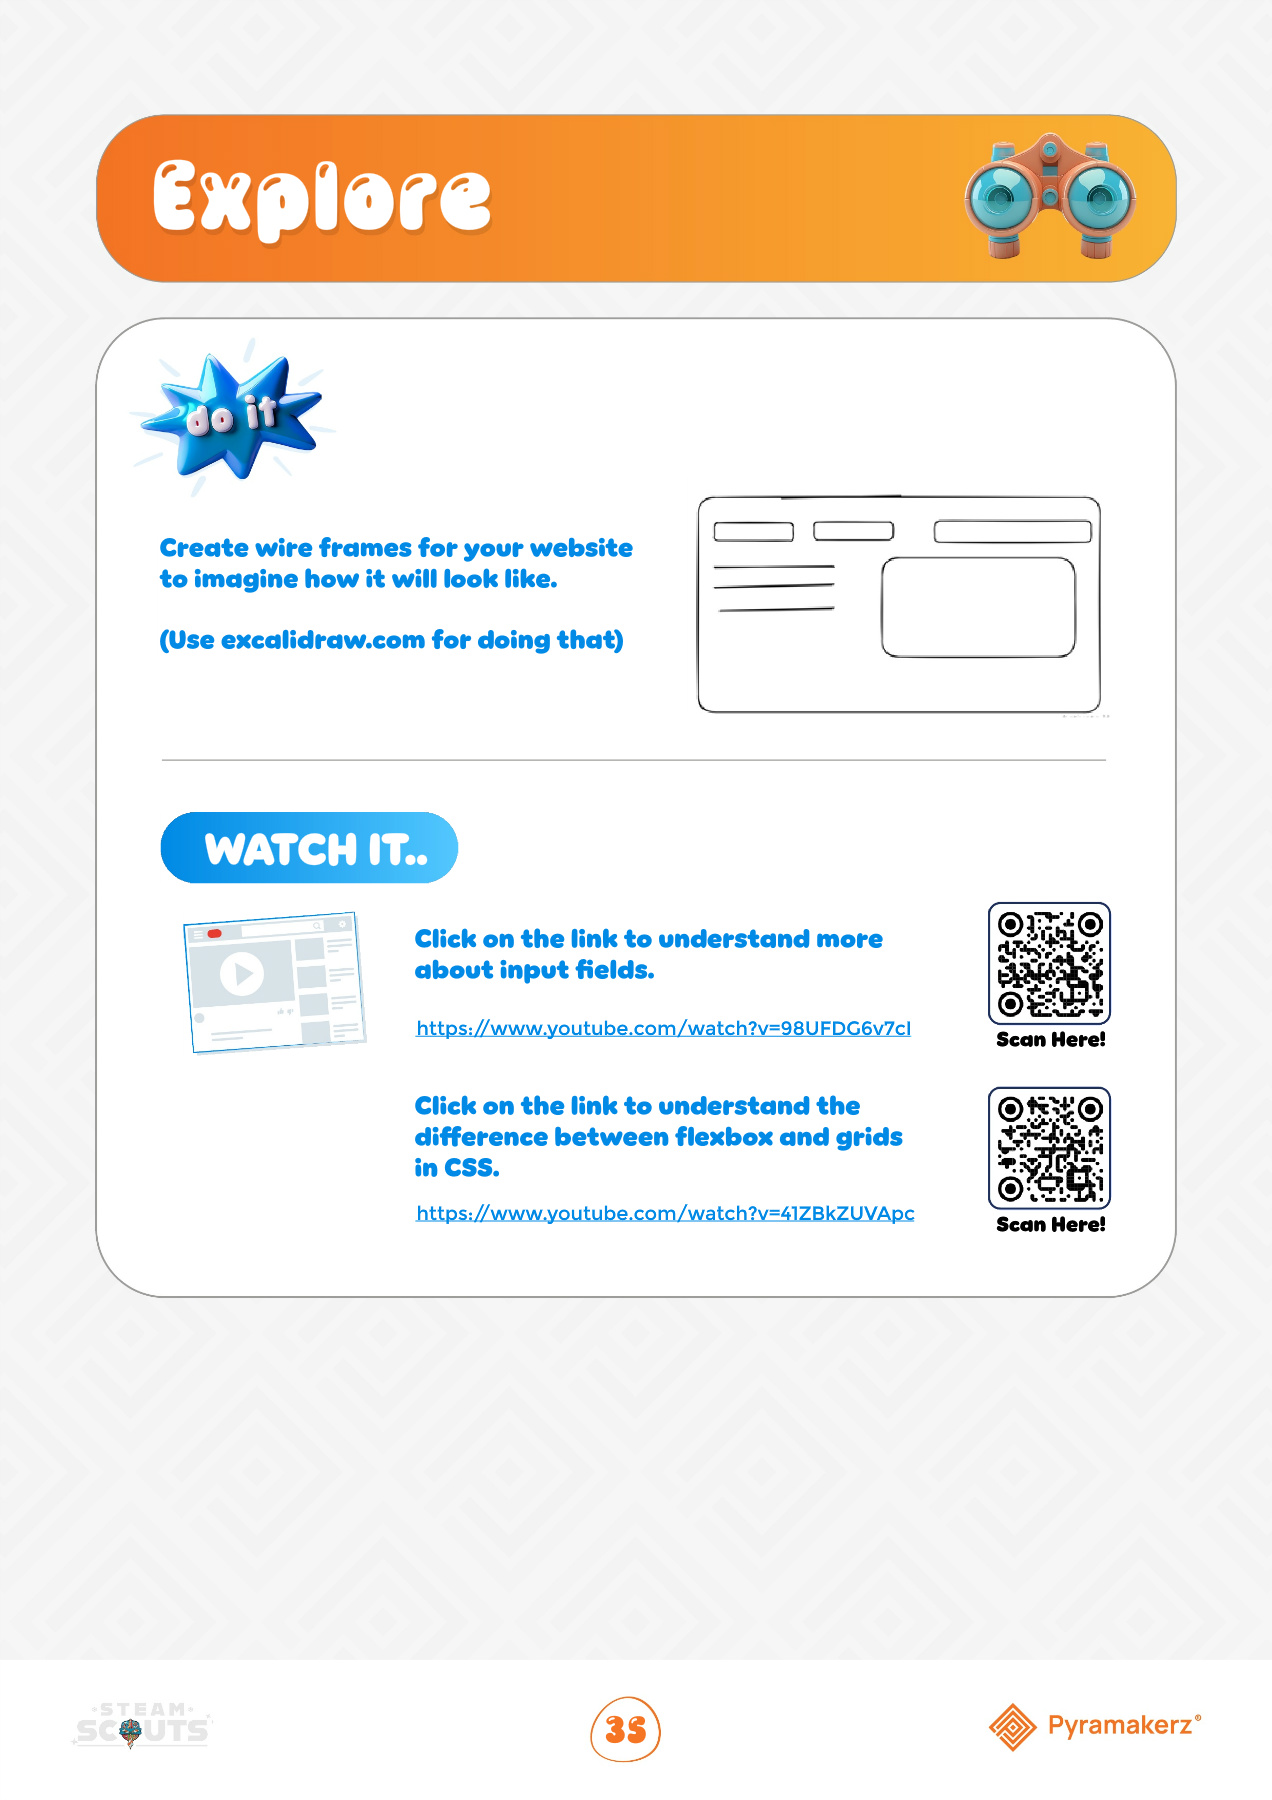 Explore
do it
Create wire frames for your website
to imagine how it will look like.
(Use excalidraw.com for doing that)
WATCH IT..
Click on the link to understand more
about input fields.
https://www.youtube.com/watch?v=98UFDG6v7cI
Scan Here!
Click on the link to understand the
difference between flexbox and grids
in CSS.
https://www.youtube.com/watch?v=41ZBkZUVApc
Scan Here!
STEAM
SCOUTS
35
Pyramakerz®